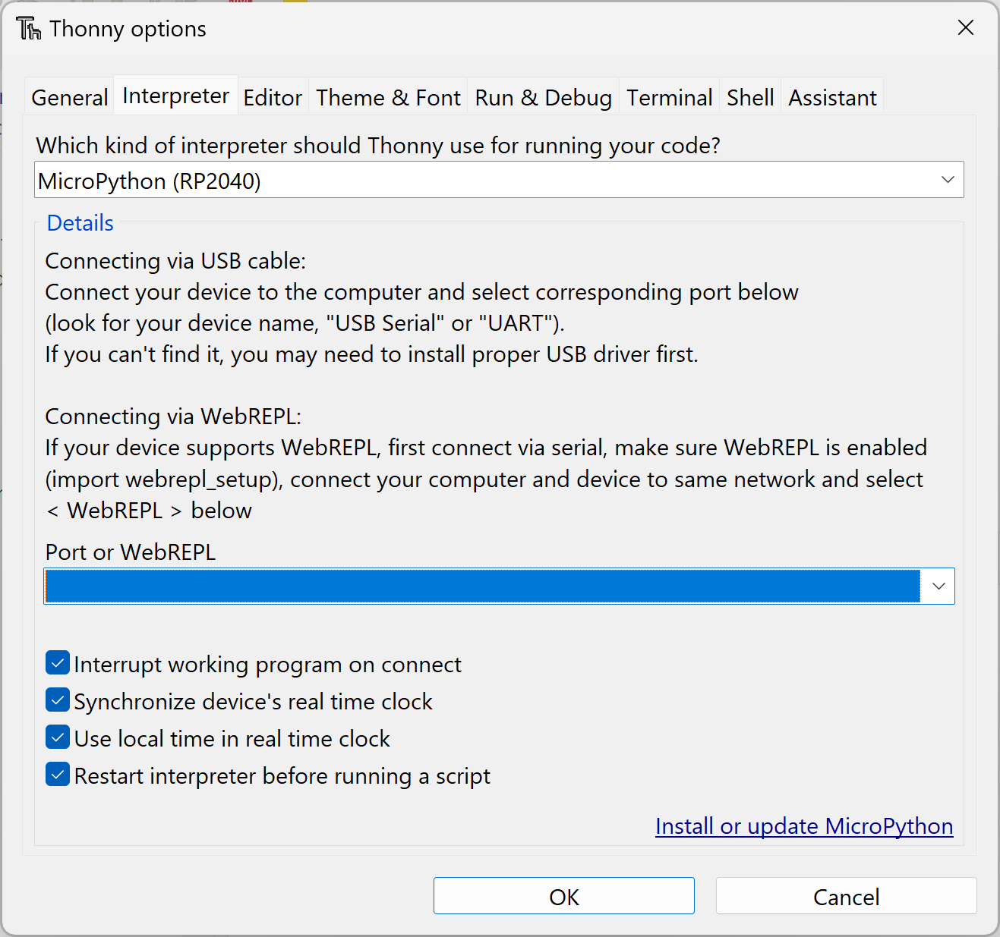 Thonny options
General Interpreter Editor Theme & Font Run & Debug Terminal Shell Assistant
Which kind of interpreter should Thonny use for running your code?
MicroPython (RP2040)
Details
Connecting via USB cable:
Connect your device to the computer and select corresponding port below
(look for your device name, "USB Serial" or "UART").
If you can't find it, you may need to install proper USB driver first.
Connecting via WebREPL:
If your device supports WebREPL, first connect via serial, make sure WebREPL is enabled
(import webrepl_setup), connect your computer and device to same network and select
< WebREPL > below
Port or WebREPL
Interrupt working program on connect
Synchronize device's real time clock
Use local time in real time clock
Restart interpreter before running a script
Install or update MicroPython
OK Cancel